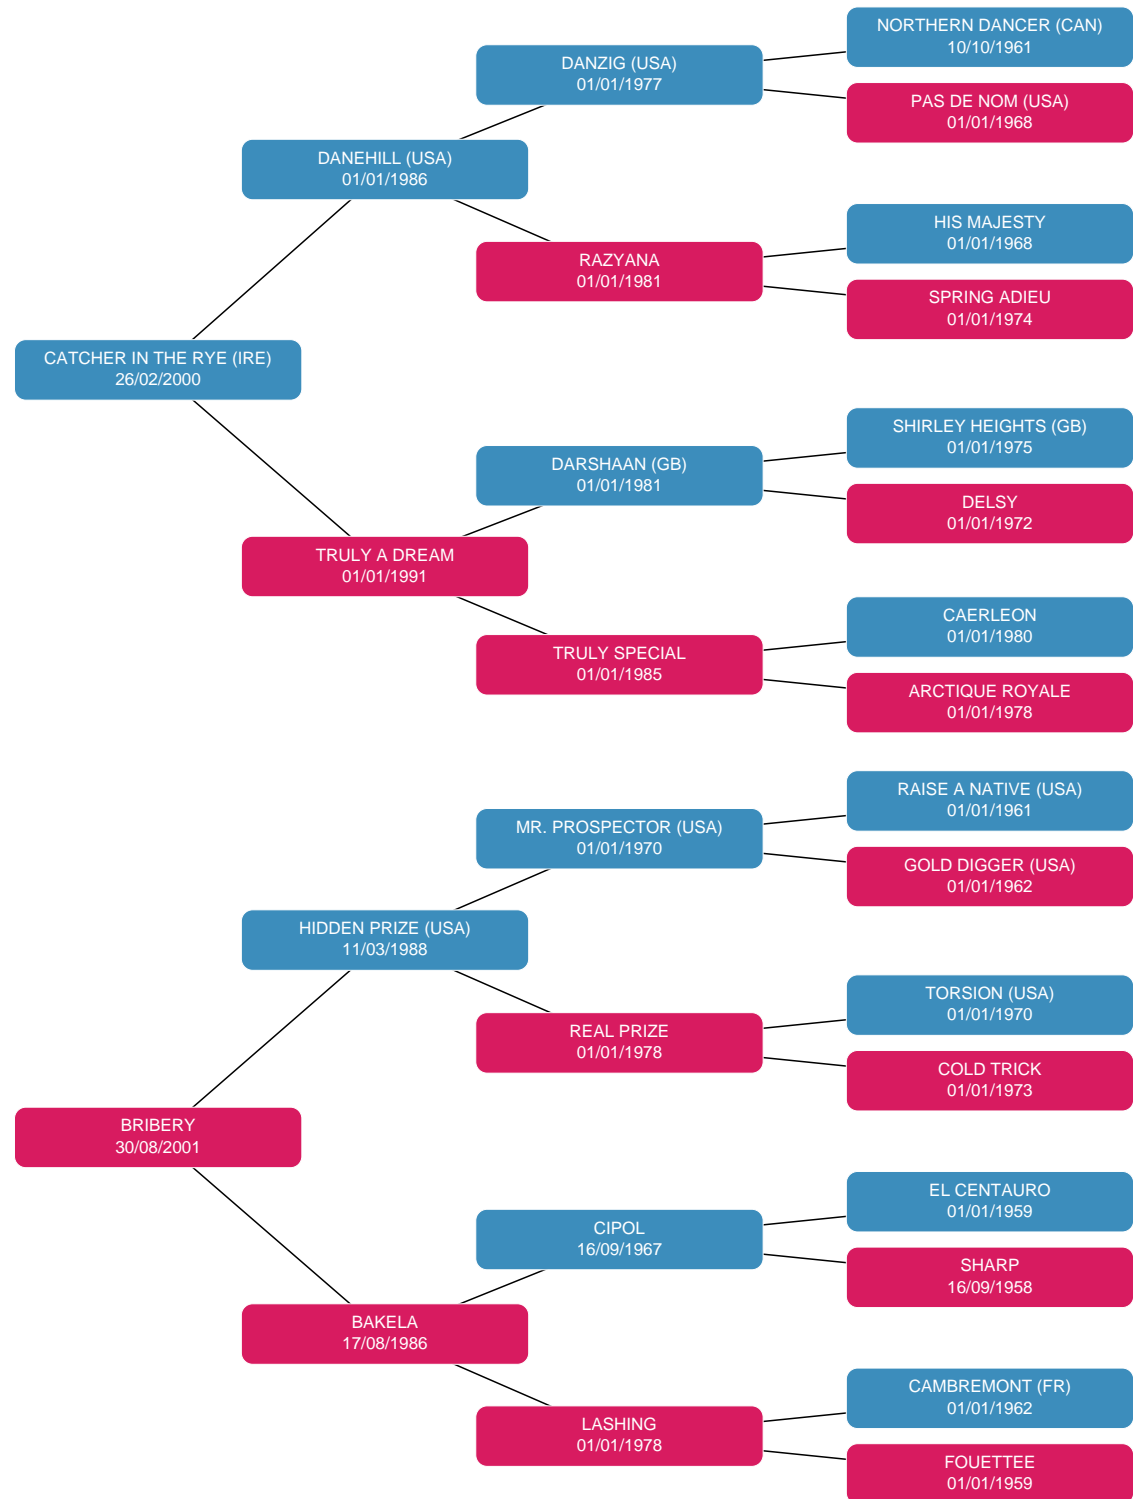 NORTHERN DANCER (CAN)
10/10/1961
DANZIG (USA)
01/01/1977
PAS DE NOM (USA)
01/01/1968
DANEHILL (USA)
01/01/1986
HIS MAJESTY
01/01/1968
RAZYANA
01/01/1981
SPRING ADIEU
01/01/1974
CATCHER IN THE RYE (IRE)
26/02/2000
SHIRLEY HEIGHTS (GB)
01/01/1975
DARSHAAN (GB)
01/01/1981
DELSY
01/01/1972
TRULY A DREAM
01/01/1991
CAERLEON
01/01/1980
TRULY SPECIAL
01/01/1985
ARCTIQUE ROYALE
01/01/1978
RAISE A NATIVE (USA)
01/01/1961
MR. PROSPECTOR (USA)
01/01/1970
GOLD DIGGER (USA)
01/01/1962
HIDDEN PRIZE (USA)
11/03/1988
TORSION (USA)
01/01/1970
REAL PRIZE
01/01/1978
COLD TRICK
01/01/1973
BRIBERY
30/08/2001
EL CENTAURO
01/01/1959
CIPOL
16/09/1967
SHARP
16/09/1958
BAKELA
17/08/1986
CAMBREMONT (FR)
01/01/1962
LASHING
01/01/1978
FOUETTEE
01/01/1959